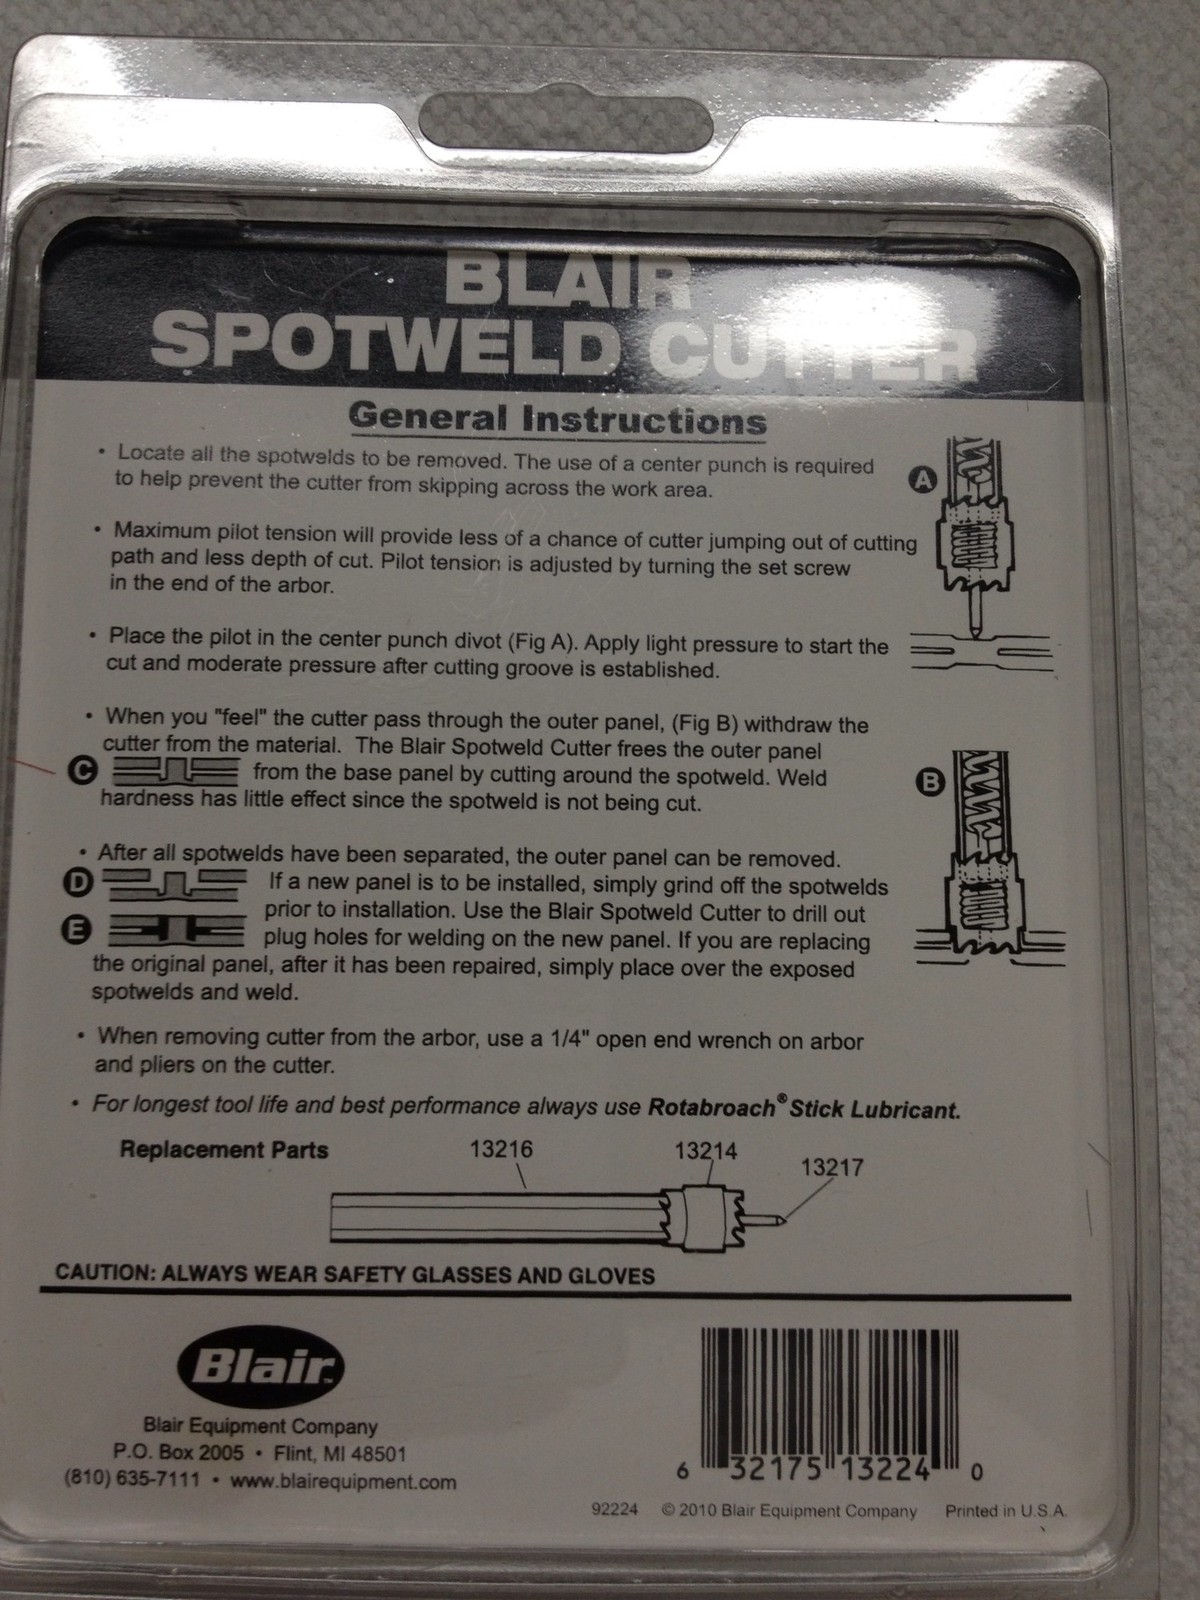 BLAIR
SPOTWELD CUTTER
General Instructions
• Locate all the spotwelds to be removed. The use of a center punch is required
to help prevent the cutter from skipping across the work area.
A
• Maximum pilot tension will provide less of a chance of cutter jumping out of cutting
path and less depth of cut. Pilot tension is adjusted by turning the set screw
in the end of the arbor.
• Place the pilot in the center punch divot (Fig A). Apply light pressure to start the
cut and moderate pressure after cutting groove is established.
• When you "feel" the cutter pass through the outer panel, (Fig B) withdraw the
cutter from the material. The Blair Spotweld Cutter frees the outer panel
C from the base panel by cutting around the spotweld. Weld
B
hardness has little effect since the spotweld is not being cut.
• After all spotwelds have been separated, the outer panel can be removed.
D If a new panel is to be installed, simply grind off the spotwelds
prior to installation. Use the Blair Spotweld Cutter to drill out
E plug holes for welding on the new panel. If you are replacing
the original panel, after it has been repaired, simply place over the exposed
spotwelds and weld.
• When removing cutter from the arbor, use a 1/4" open end wrench on arbor
and pliers on the cutter.
• For longest tool life and best performance always use Rotabroach® Stick Lubricant.
Replacement Parts
13216
13214
13217
CAUTION: ALWAYS WEAR SAFETY GLASSES AND GLOVES
Blair™
Blair Equipment Company
P.O. Box 2005 • Flint, MI 48501
(810) 635-7111 • www.blairequipment.com
6 32175 13224 0
92224 © 2010 Blair Equipment Company Printed in U.S.A.